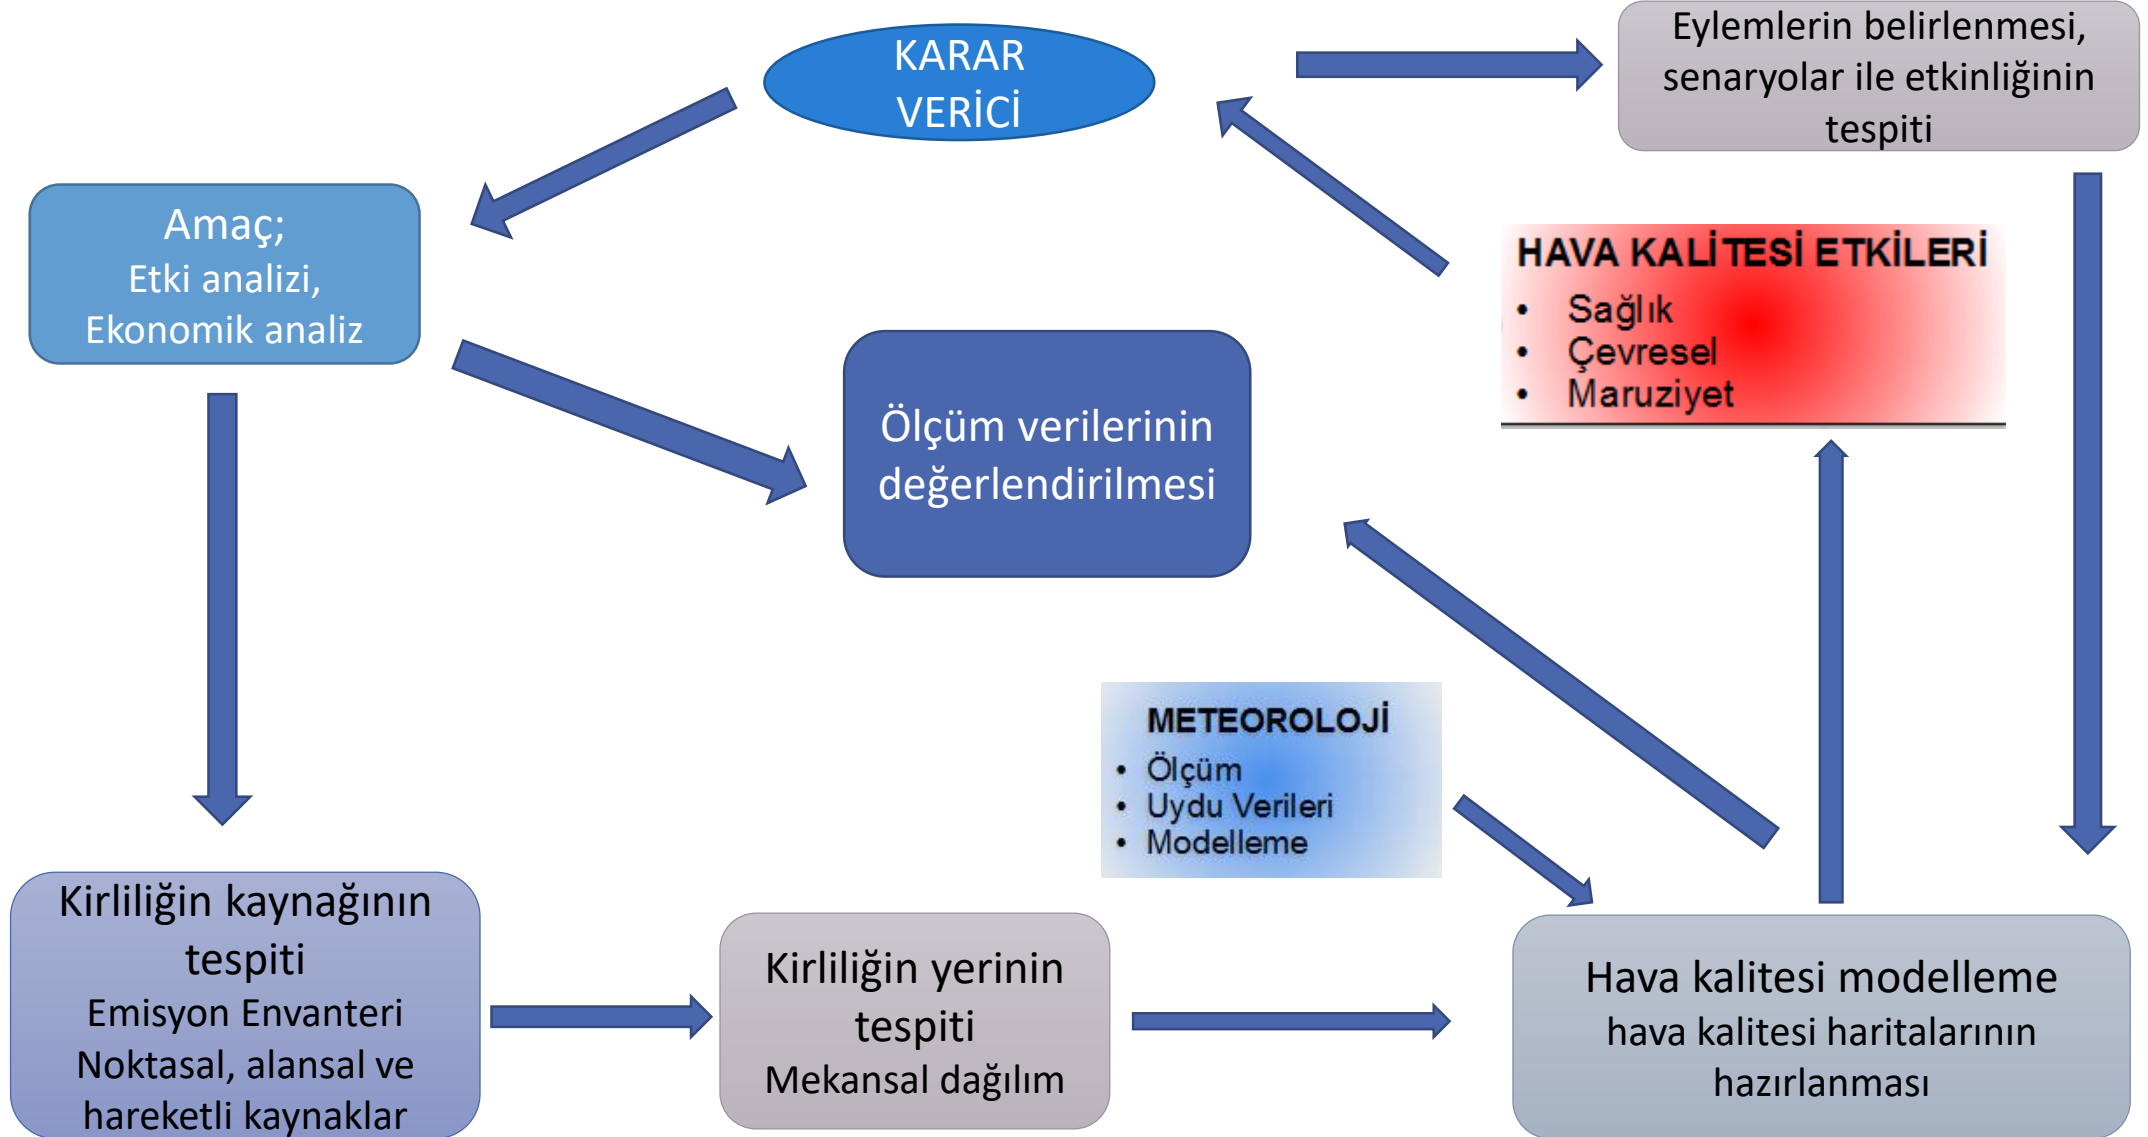 KARAR
VERİCİ
Eylemlerin belirlenmesi,
senaryolar ile etkinliğinin
tespiti
Amaç;
Etki analizi,
Ekonomik analiz
HAVA KALİTESİ ETKİLERİ
• Sağlık
• Çevresel
• Maruziyet
Ölçüm verilerinin
değerlendirilmesi
METEOROLOJİ
• Ölçüm
• Uydu Verileri
• Modelleme
Kirliliğin kaynağının
tespiti
Emisyon Envanteri
Noktasal, alansal ve
hareketli kaynaklar
Kirliliğin yerinin
tespiti
Mekansal dağılım
Hava kalitesi modelleme
hava kalitesi haritalarının
hazırlanması